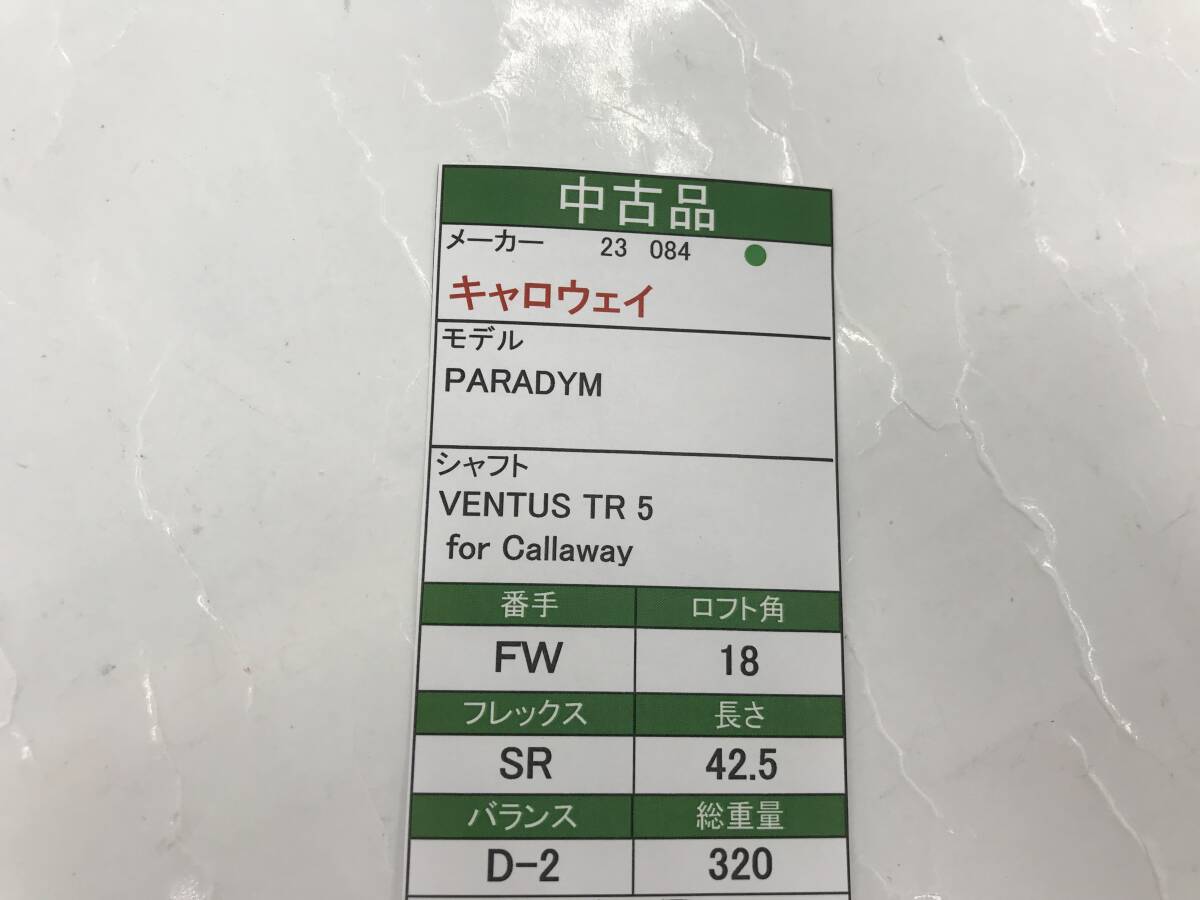 中古品
メーカー 23 084
キャロウェイ
モデル
PARADYM
シャフト
VENTUS TR 5
for Callaway
番手 ロフト角
FW 18
フレックス 長さ
SR 42.5
バランス 総重量
D-2 320